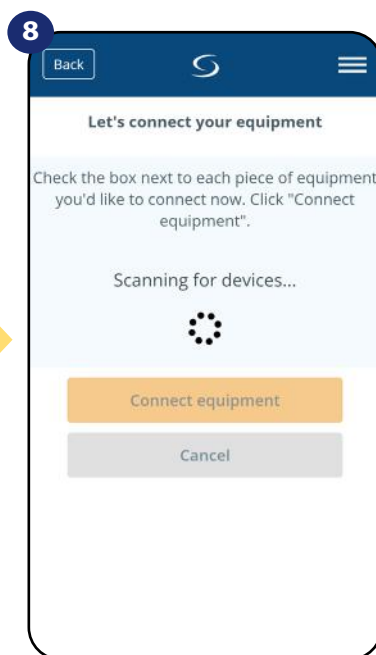 8
Back
Let's connect your equipment
Check the box next to each piece of equipment
you'd like to connect now. Click "Connect
equipment".
Scanning for devices...
Connect equipment
Cancel